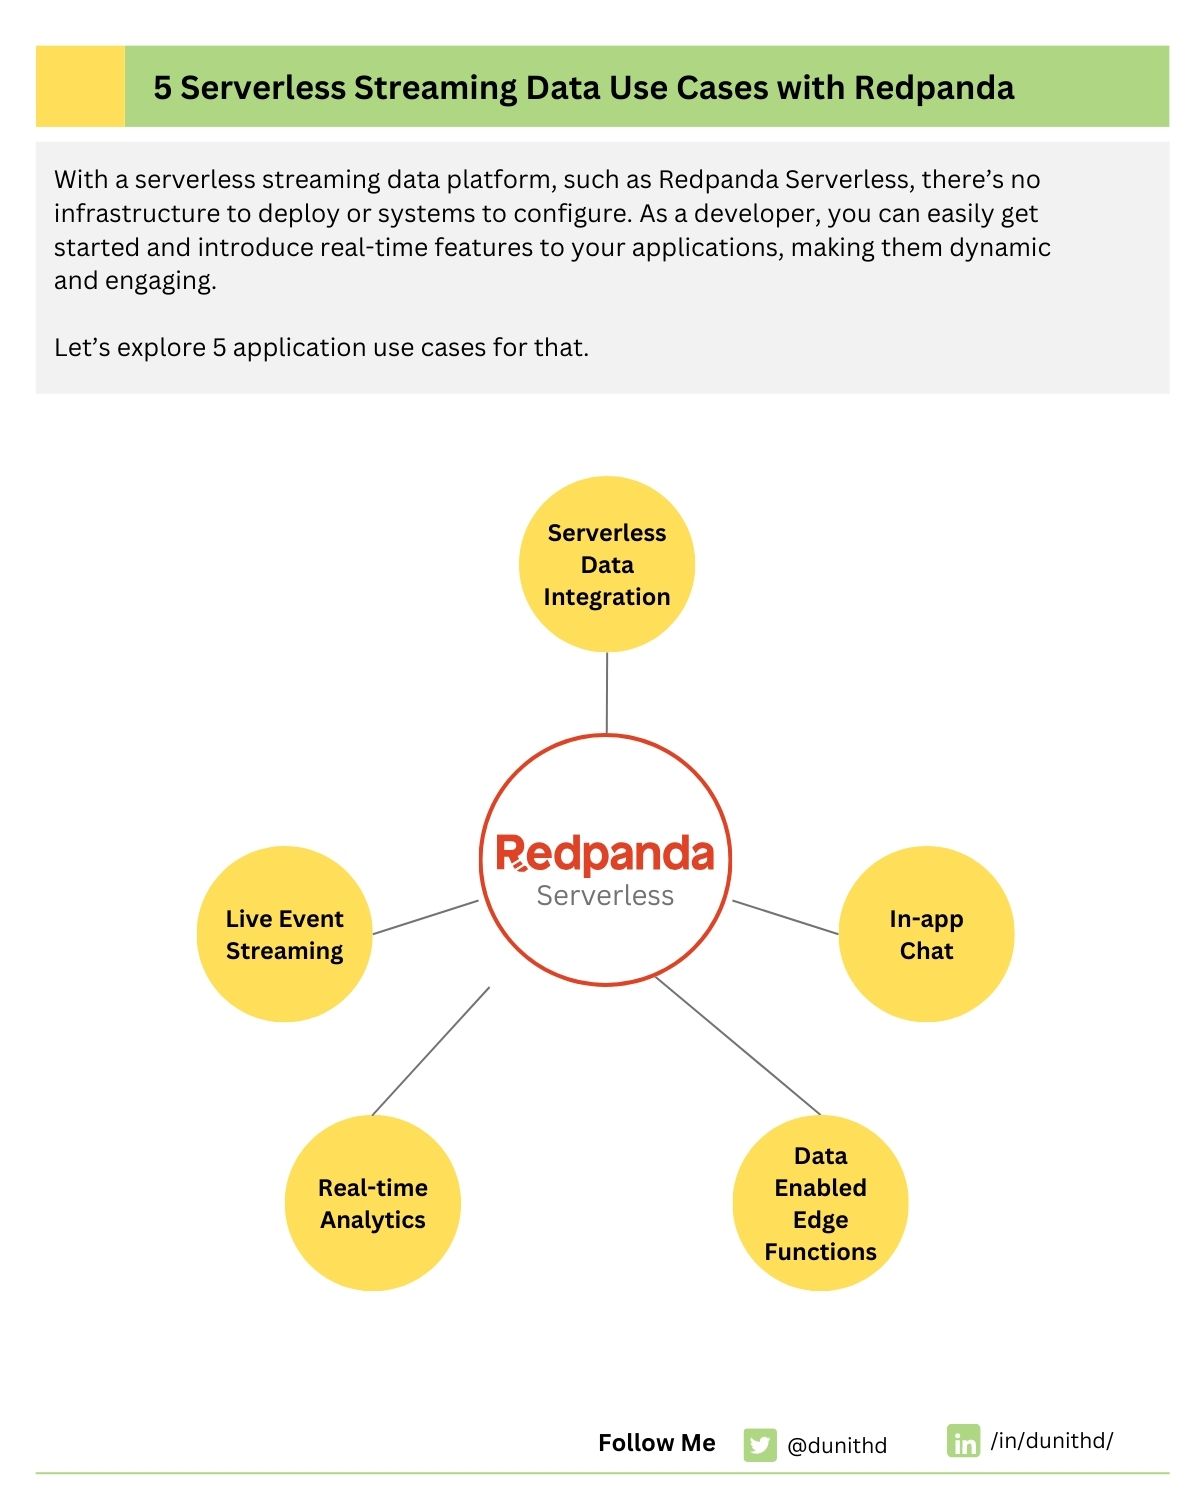 5 Serverless Streaming Data Use Cases with Redpanda
With a serverless streaming data platform, such as Redpanda Serverless, there’s no
infrastructure to deploy or systems to configure. As a developer, you can easily get
started and introduce real-time features to your applications, making them dynamic
and engaging.
Let’s explore 5 application use cases for that.
Serverless
Data
Integration
Redpanda
Serverless
Live Event
Streaming
In-app
Chat
Real-time
Analytics
Data
Enabled
Edge
Functions
Follow Me
@dunithd
in
/in/dunithd/